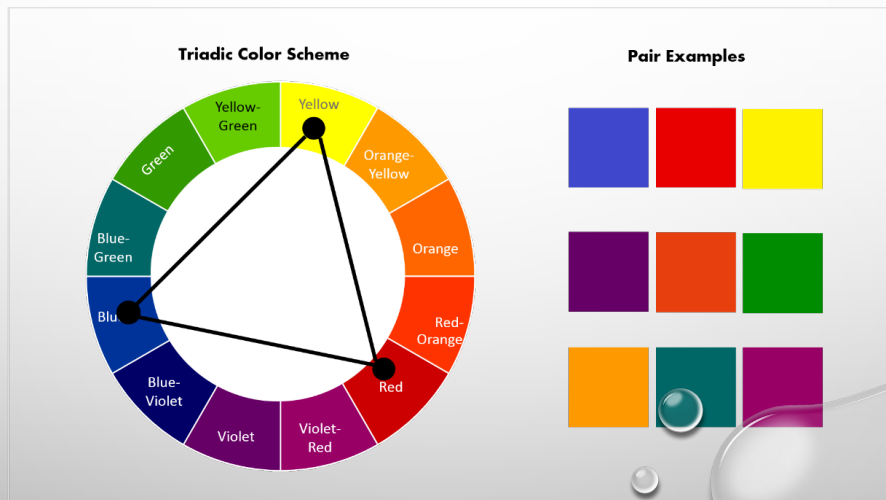 Triadic Color Scheme
Pair Examples
Yellow
Yellow-
Green
Orange-
Yellow
Green
Orange
Blue-
Green
Red-
Orange
Red
Blue-
Violet
Violet
Violet-
Red